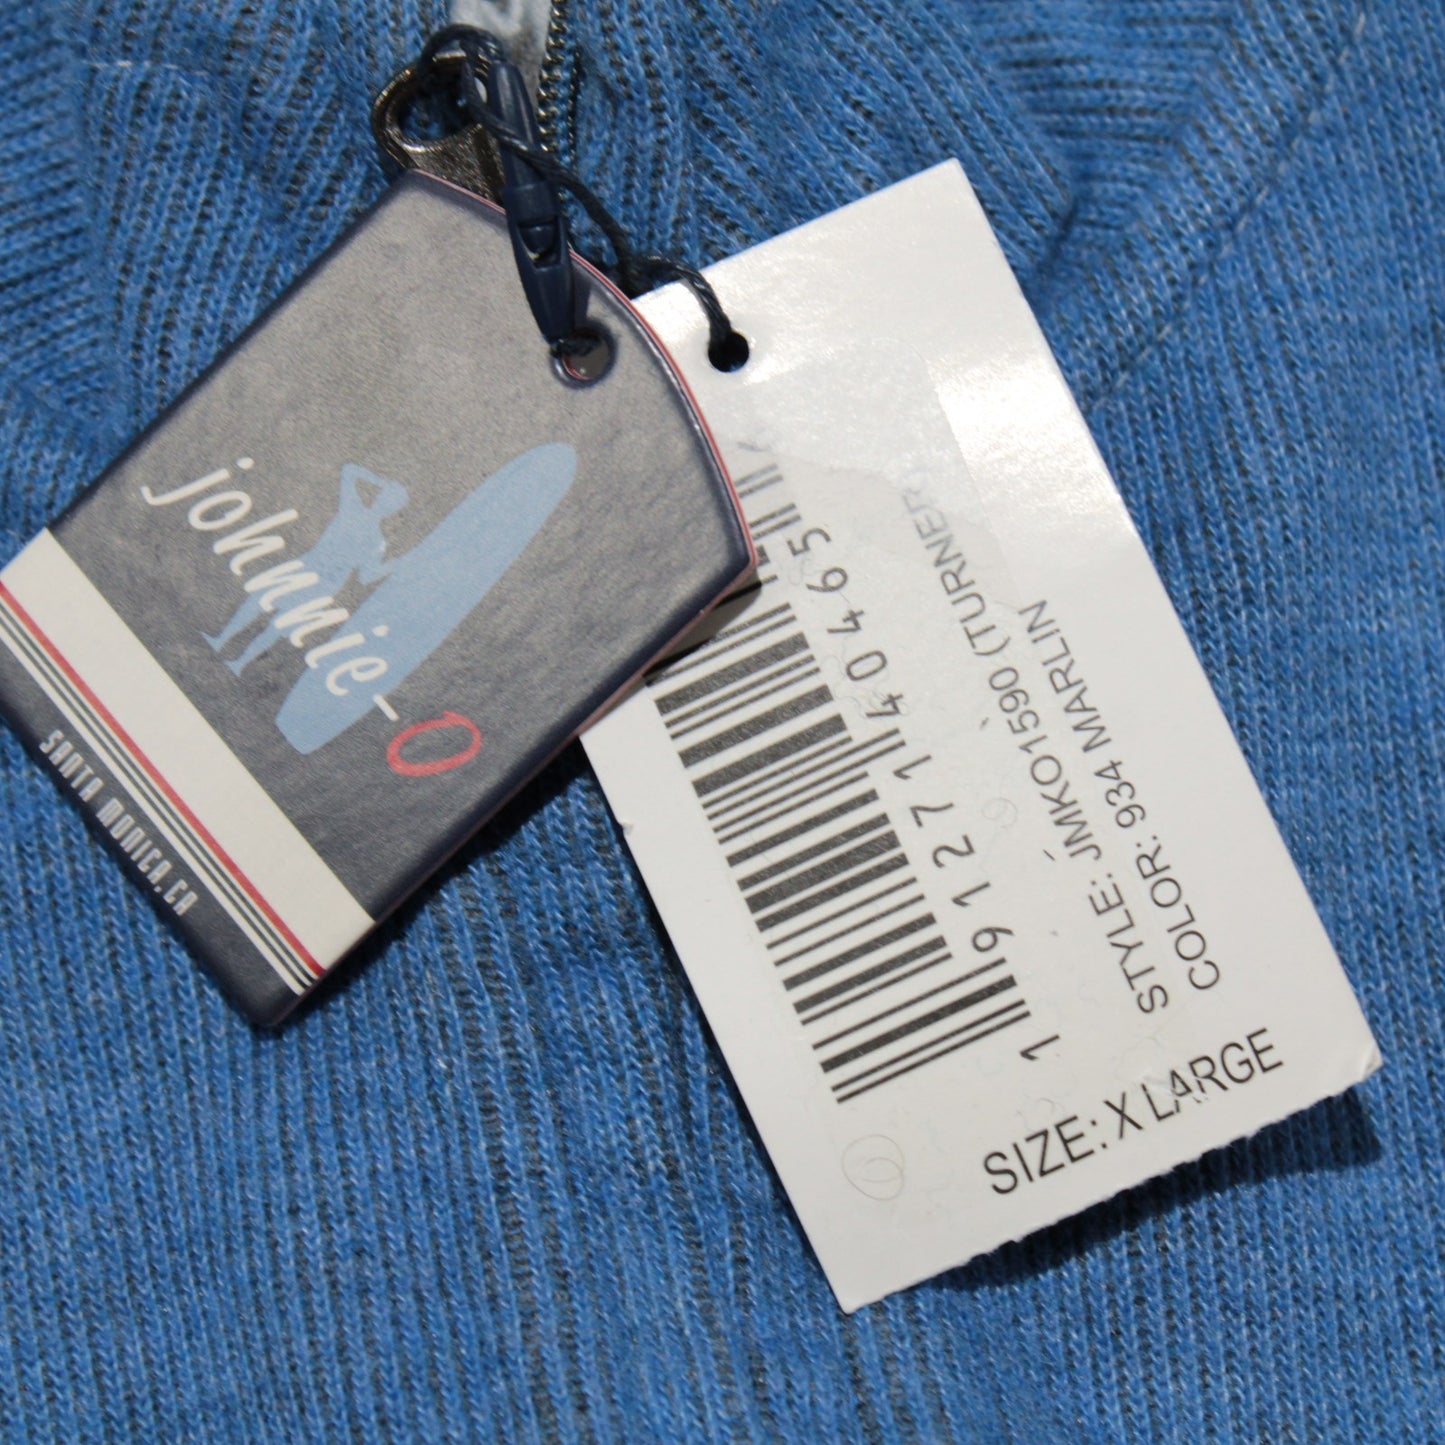 johnnie-O
SANTA MONICA, CA
1 91271 40465
STYLE: JMKO1590 (TURNER)
COLOR: 934 MARLIN
SIZE: X LARGE